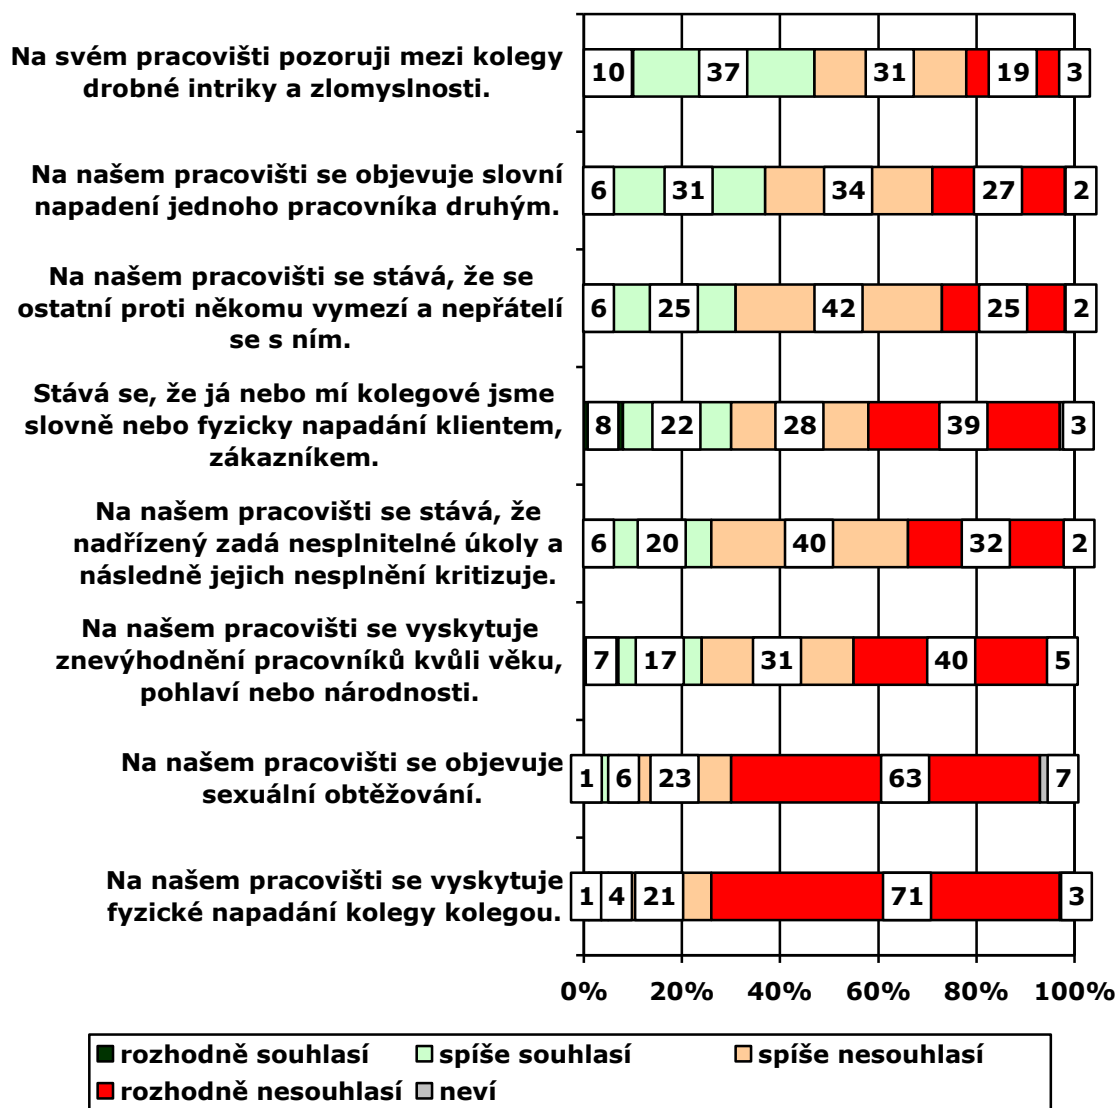 Na svém pracovišti pozoruji mezi kolegy
drobné intriky a zlomyslnosti.
10 37 31 19 3
Na našem pracovišti se objevuje slovní
napadení jednoho pracovníka druhým.
6 31 34 27 2
Na našem pracovišti se stává, že se
ostatní proti někomu vymezí a nepřátelí
se s ním.
6 25 42 25 2
Stává se, že já nebo mí kolegové jsme
slovně nebo fyzicky napadání klientem,
zákazníkem.
8 22 28 39 3
Na našem pracovišti se stává, že
nadřízený zadá nesplnitelné úkoly a
následně jejich nesplnění kritizuje.
6 20 40 32 2
Na našem pracovišti se vyskytuje
znevýhodnění pracovníků kvůli věku,
pohlaví nebo národnosti.
7 17 31 40 5
Na našem pracovišti se objevuje
sexuální obtěžování.
1 6 23 63 7
Na našem pracovišti se vyskytuje
fyzické napadání kolegy kolegou.
1 4 21 71 3
0% 20% 40% 60% 80% 100%
rozhodně souhlasí spíše souhlasí spíše nesouhlasí
rozhodně nesouhlasí neví